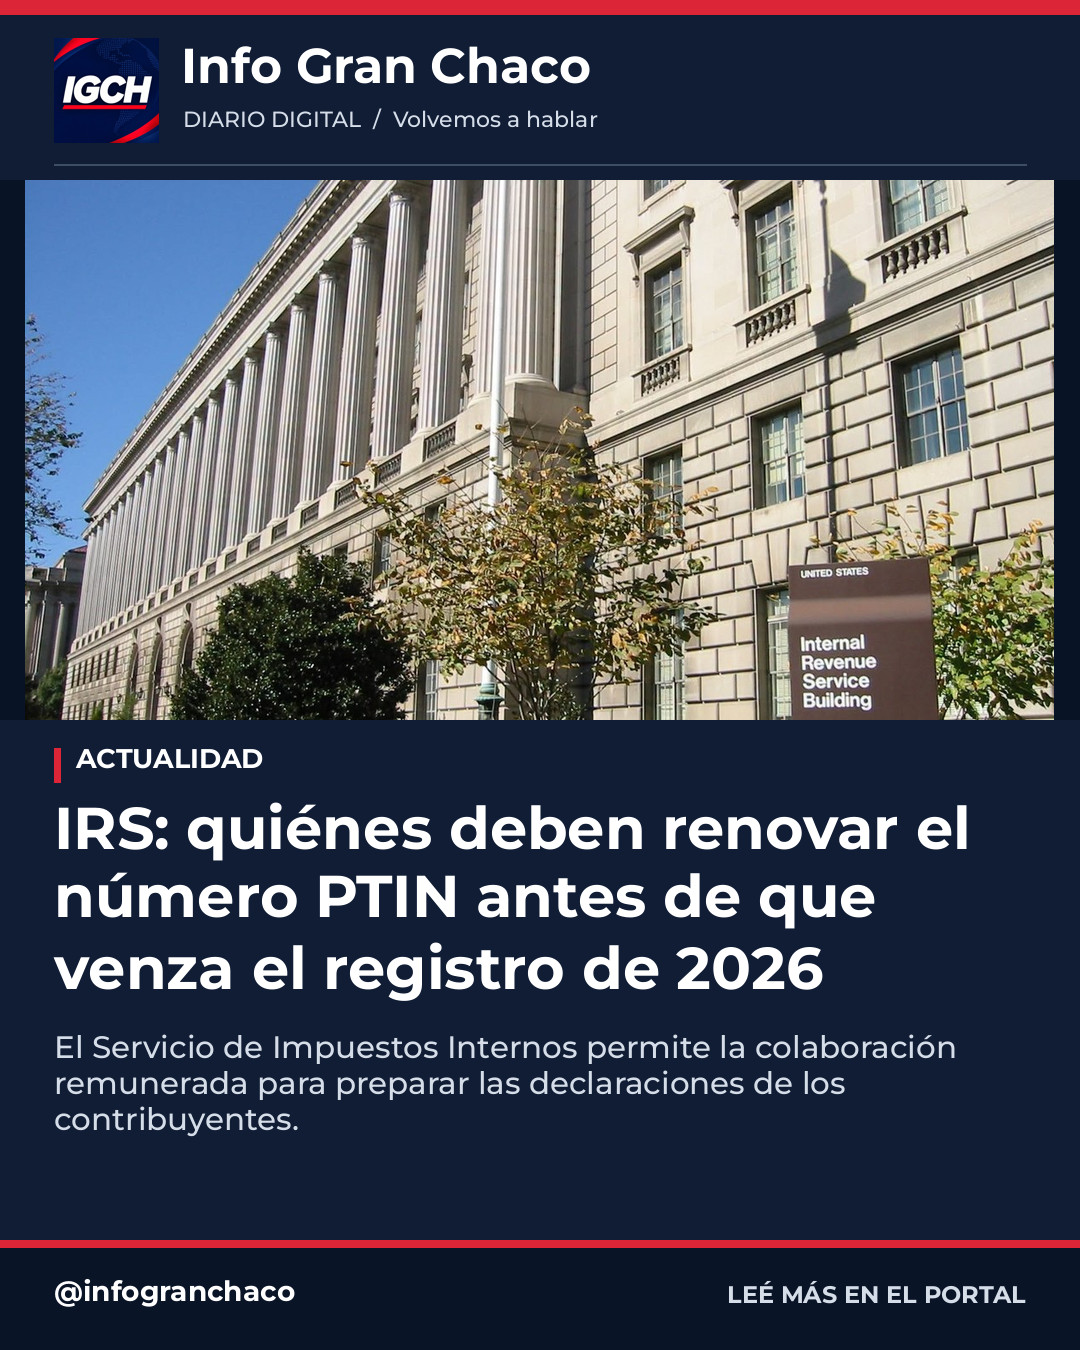 IGCH
Info Gran Chaco
DIARIO DIGITAL / Volvemos a hablar
UNITED STATES
Internal
Revenue
Service
Building
ACTUALIDAD
IRS: quiénes deben renovar el
número PTIN antes de que
venza el registro de 2026
El Servicio de Impuestos Internos permite la colaboración
remunerada para preparar las declaraciones de los
contribuyentes.
@infogranchaco
LEÉ MÁS EN EL PORTAL